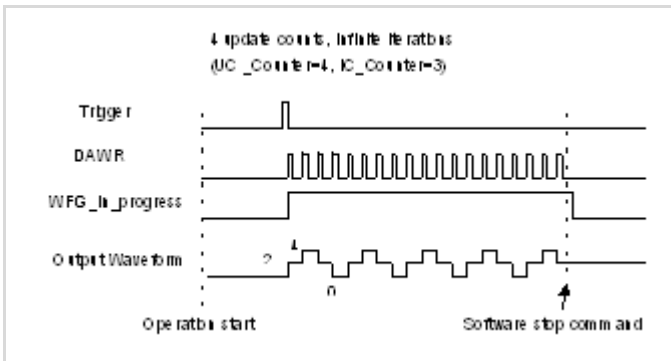 4 update counts, infinite iterations
(UC_Counter=4, IC_Counter=3)
Trigger
DAWR
WFG_in_progress
Output Waveform
2
4
0
Operation start
Software stop command